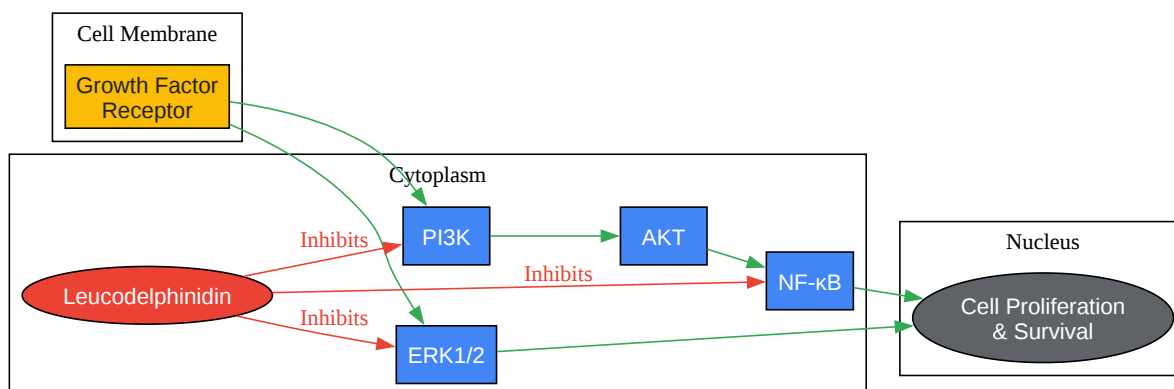 Cell Membrane
Growth Factor
Receptor
Cytoplasm
PI3K
AKT
Inhibits
Nucleus
Inhibits
NF-κB
Leucodelphinidin
Cell Proliferation
& Survival
Inhibits
ERK1/2